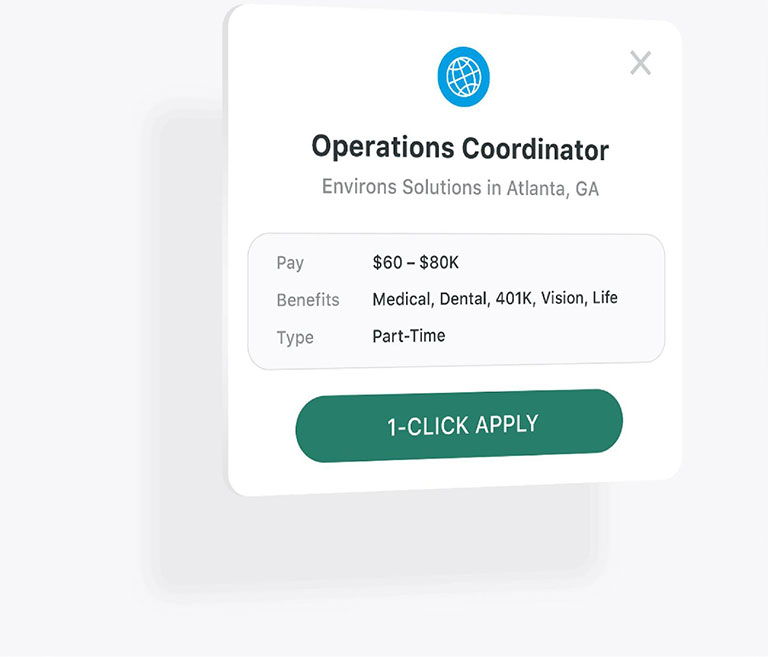 Operations Coordinator
Environs Solutions in Atlanta, GA
Pay $60 – $80K
Benefits Medical, Dental, 401K, Vision, Life
Type Part-Time
1-CLICK APPLY